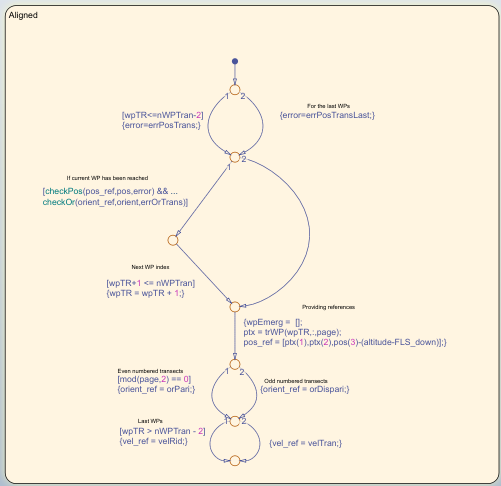 Aligned
1
2
[wpTR<=nWPTran-2]
{error=errPosTrans;}
For the last WPs
{error=errPosTransLast;}
1
2
If current WP has been reached
[checkPos(pos_ref,pos,error) && ...
checkOr(orient_ref,orient,errOrTrans)]
Next WP index
[wpTR+1 <= nWPTran]
{wpTR = wpTR + 1;}
Providing references
{wpEmerg = [];
ptx = trWP(wpTR,:,page);
pos_ref = [ptx(1),ptx(2),pos(3)-(altitude-FLS_down)];}
1
2
Even numbered transects
[mod(page,2) == 0]
{orient_ref = orPari;}
Odd numbered transects
{orient_ref = orDispari;}
1
2
Last WPs
[wpTR > nWPTran - 2]
{vel_ref = velRid;}
{vel_ref = velTran;}